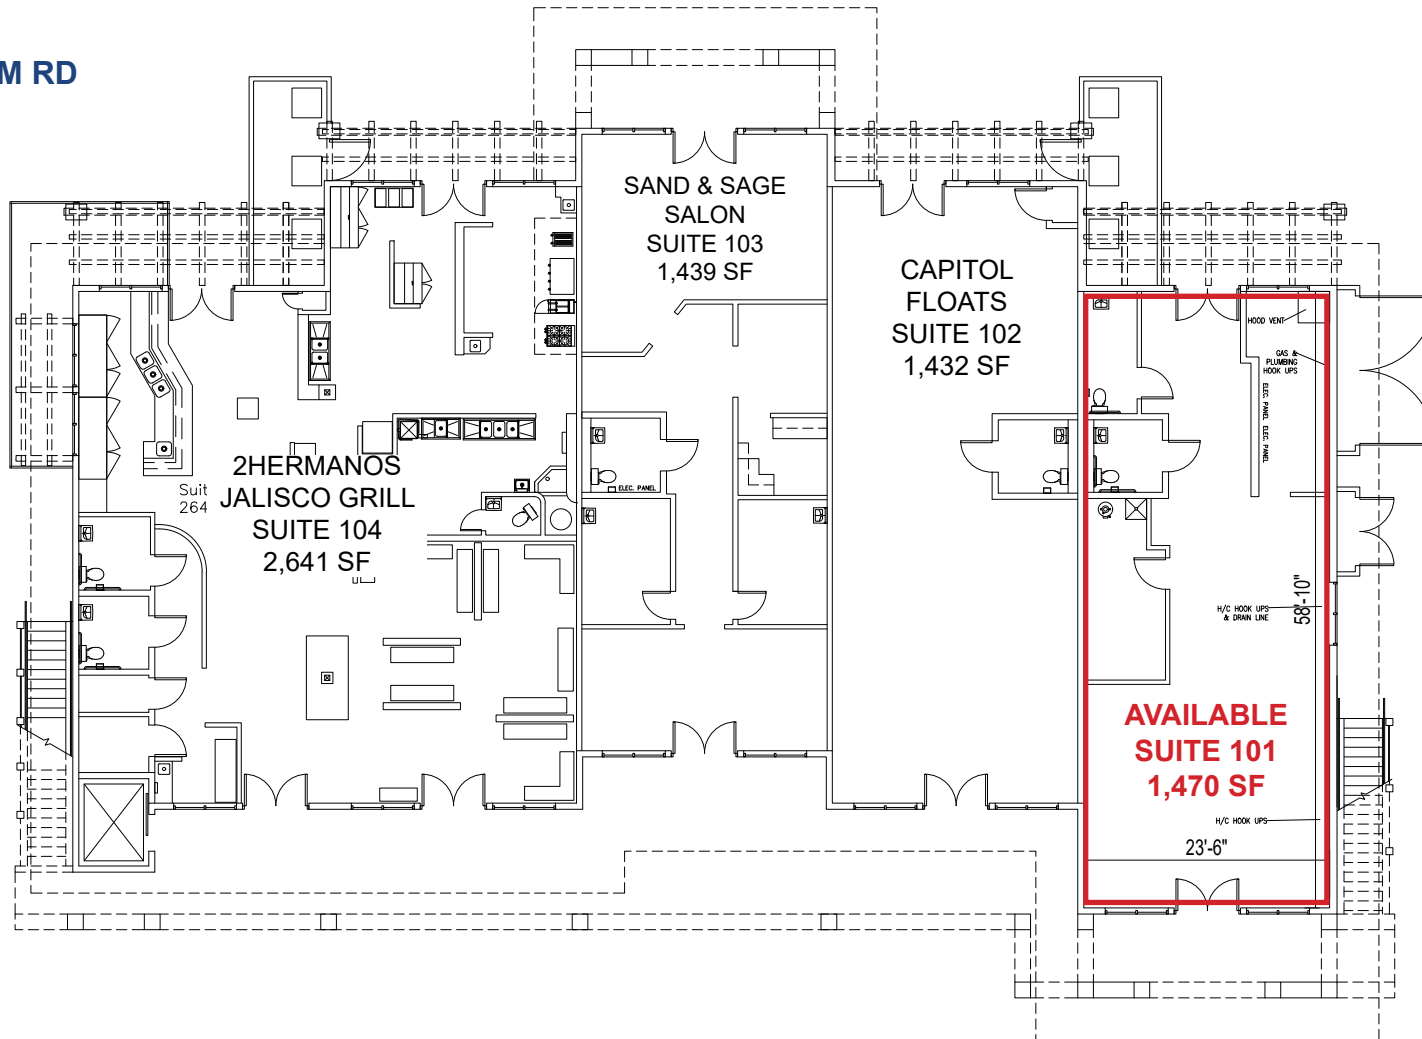 M RD
SAND & SAGE
SALON
SUITE 103
1,439 SF
CAPITOL
FLOATS
SUITE 102
1,432 SF
HOOD VENT
GAS &
PLUMBING
HOOK UPS
ELEC. PANEL
ELEC. PANEL
2HERMANOS
JALISCO GRILL
SUITE 104
2,641 SF
Suit
264
ELEC. PANEL
H/C HOOK UPS
& DRAIN LINE
58'-10"
AVAILABLE
SUITE 101
1,470 SF
H/C HOOK UPS
23'-6"